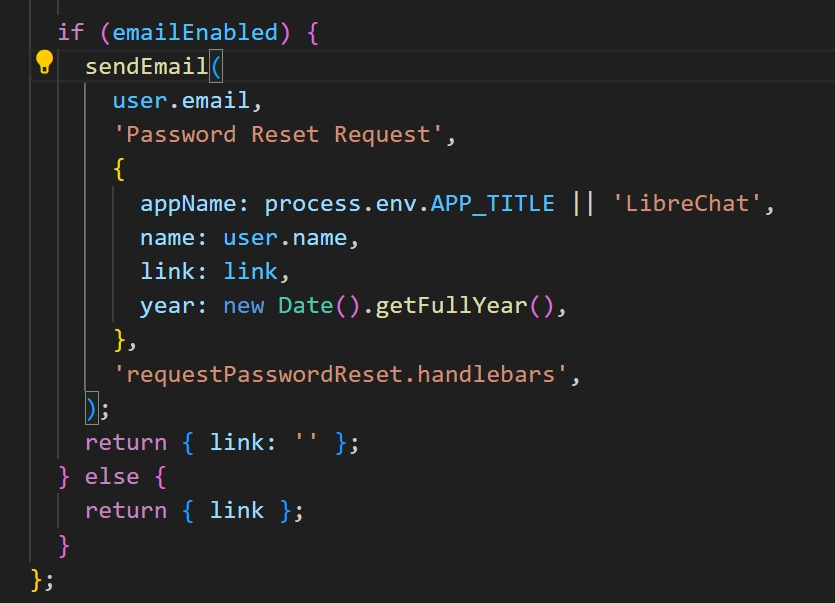 if (emailEnabled) {
sendEmail(
user.email,
'Password Reset Request',
{
appName: process.env.APP_TITLE || 'LibreChat',
name: user.name,
link: link,
year: new Date().getFullYear(),
},
'requestPasswordReset.handlebars',
);
return { link: '' };
} else {
return { link };
}
};